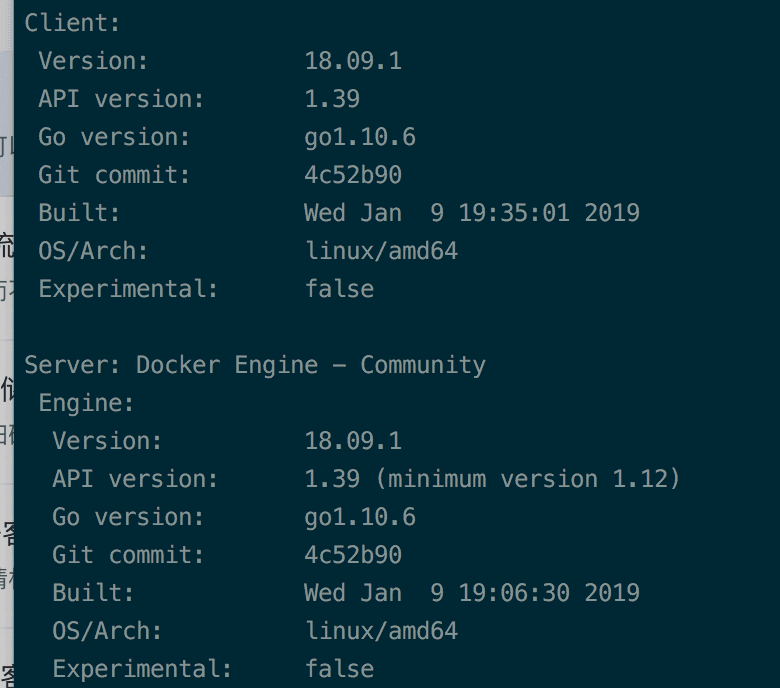 Client:
Version: 18.09.1
API version: 1.39
Go version: go1.10.6
Git commit: 4c52b90
Built: Wed Jan  9 19:35:01 2019
OS/Arch: linux/amd64
Experimental: false
Server: Docker Engine - Community
Engine:
Version: 18.09.1
API version: 1.39 (minimum version 1.12)
Go version: go1.10.6
Git commit: 4c52b90
Built: Wed Jan  9 19:06:30 2019
OS/Arch: linux/amd64
Experimental: false